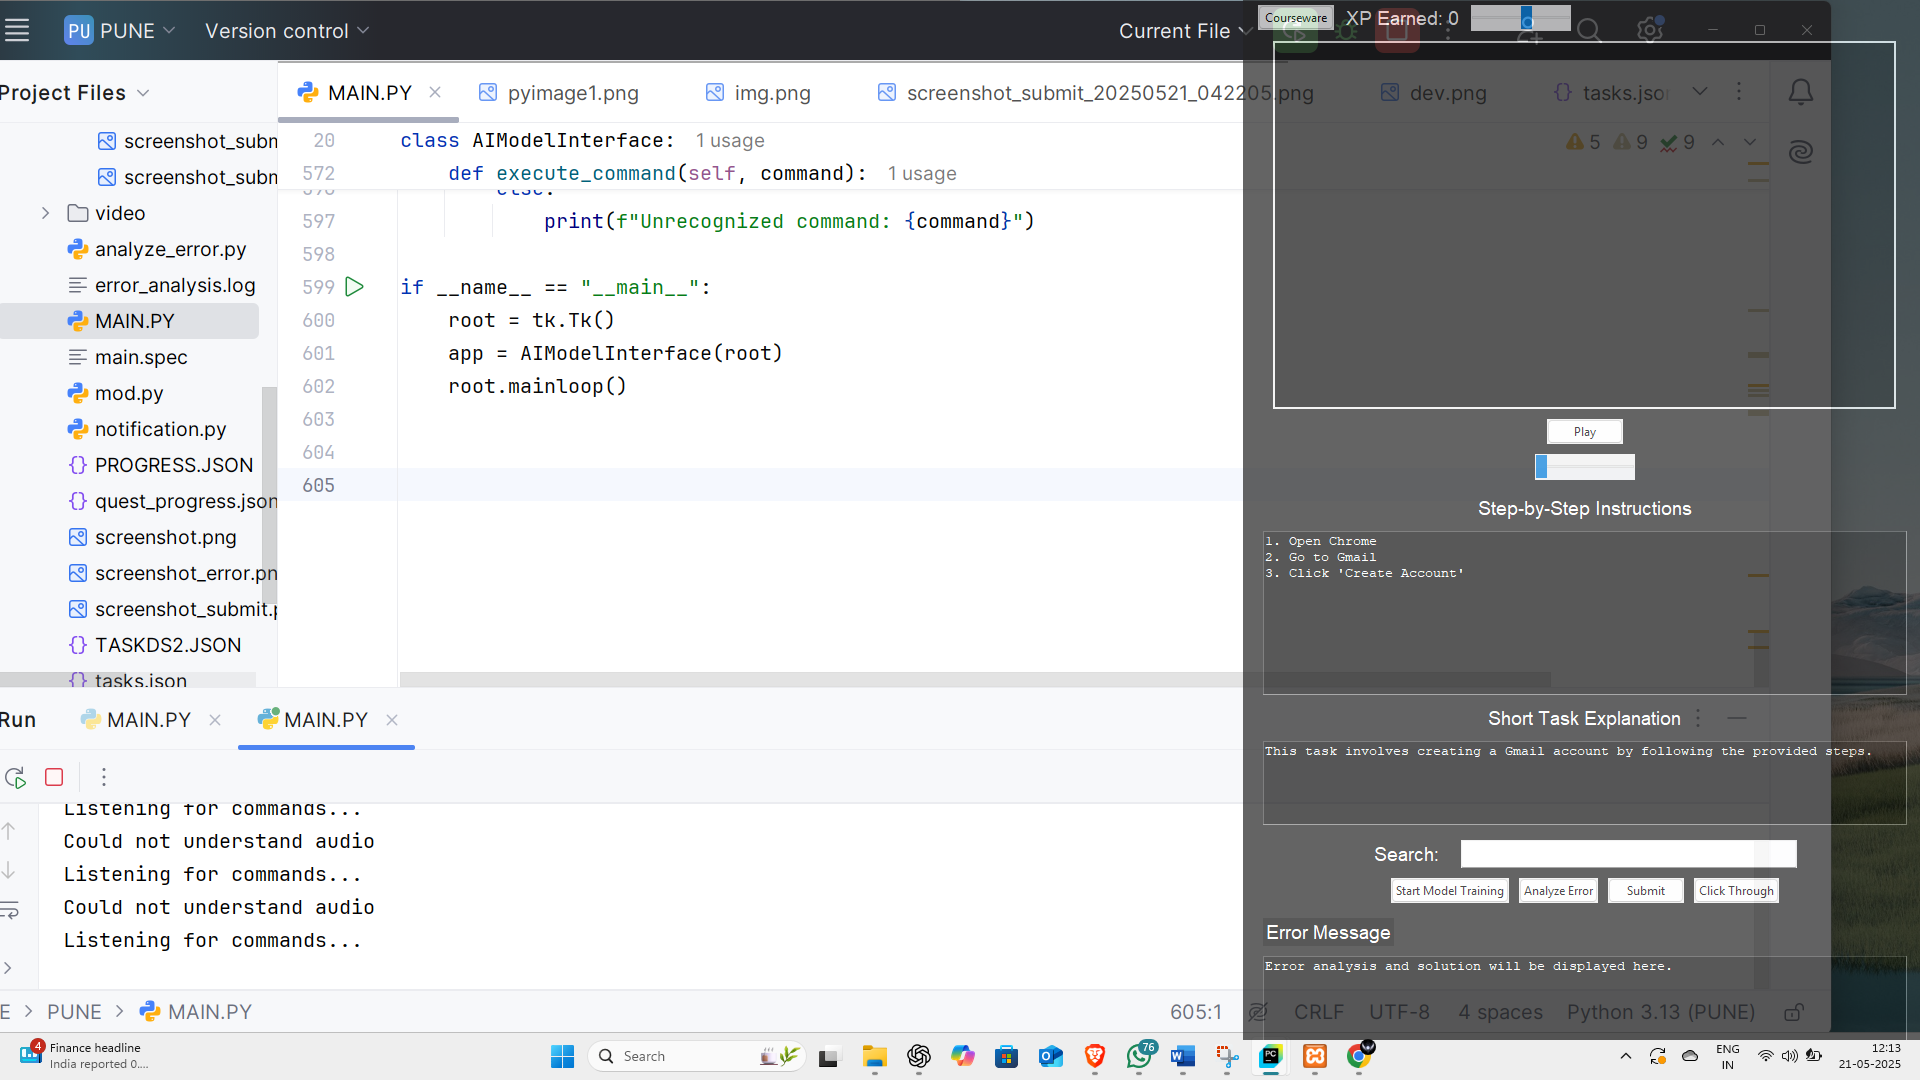 PU PUNE Version control Current File
Courseware XP Earned: 0
Project Files
MAIN.PY pyimage1.png img.png screenshot_submit_20250521_042205.png dev.png tasks.jso
screenshot_subm
screenshot_subm
video
analyze_error.py
error_analysis.log
MAIN.PY
main.spec
mod.py
notification.py
PROGRESS.JSON
quest_progress.json
screenshot.png
screenshot_error.pn
screenshot_submit.p
TASKDS2.JSON
tasks.json
20 class AIModelInterface: 1 usage
572 def execute_command(self, command): 1 usage
5 9 9
else:
597 print(f"Unrecognized command: {command}")
598
599 if __name__ == "__main__":
600 root = tk.Tk()
601 app = AIModelInterface(root)
602 root.mainloop()
603
604
605
Play
Step-by-Step Instructions
1. Open Chrome
2. Go to Gmail
3. Click 'Create Account'
Short Task Explanation
This task involves creating a Gmail account by following the provided steps.
Search:
Start Model Training Analyze Error Submit Click Through
Error Message
Error analysis and solution will be displayed here.
Run MAIN.PY MAIN.PY
Listening for commands...
Could not understand audio
Listening for commands...
Could not understand audio
Listening for commands...
E > PUNE > MAIN.PY
605:1 CRLF UTF-8 4 spaces Python 3.13 (PUNE)
4 Finance headline
India reported 0....
Search
76
ENG
IN
12:13
21-05-2025